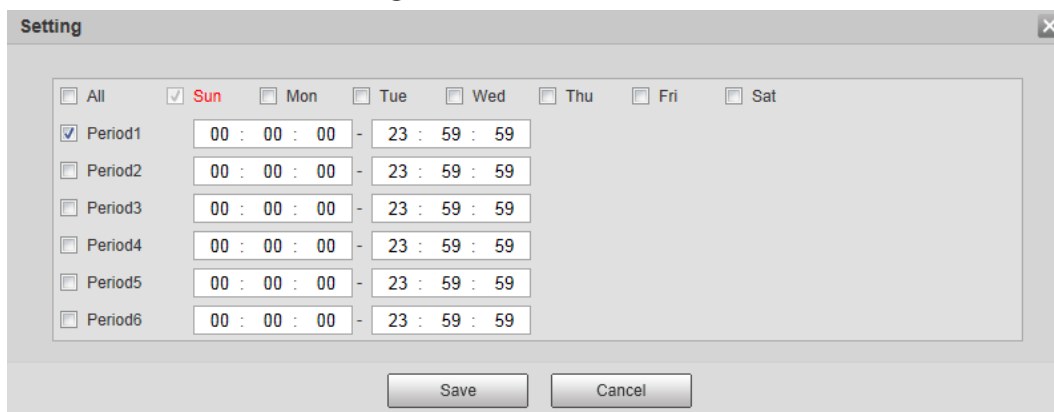 Setting
All Sun Mon Tue Wed Thu Fri Sat
Period1 00 : 00 : 00 - 23 : 59 : 59
Period2 00 : 00 : 00 - 23 : 59 : 59
Period3 00 : 00 : 00 - 23 : 59 : 59
Period4 00 : 00 : 00 - 23 : 59 : 59
Period5 00 : 00 : 00 - 23 : 59 : 59
Period6 00 : 00 : 00 - 23 : 59 : 59
Save Cancel